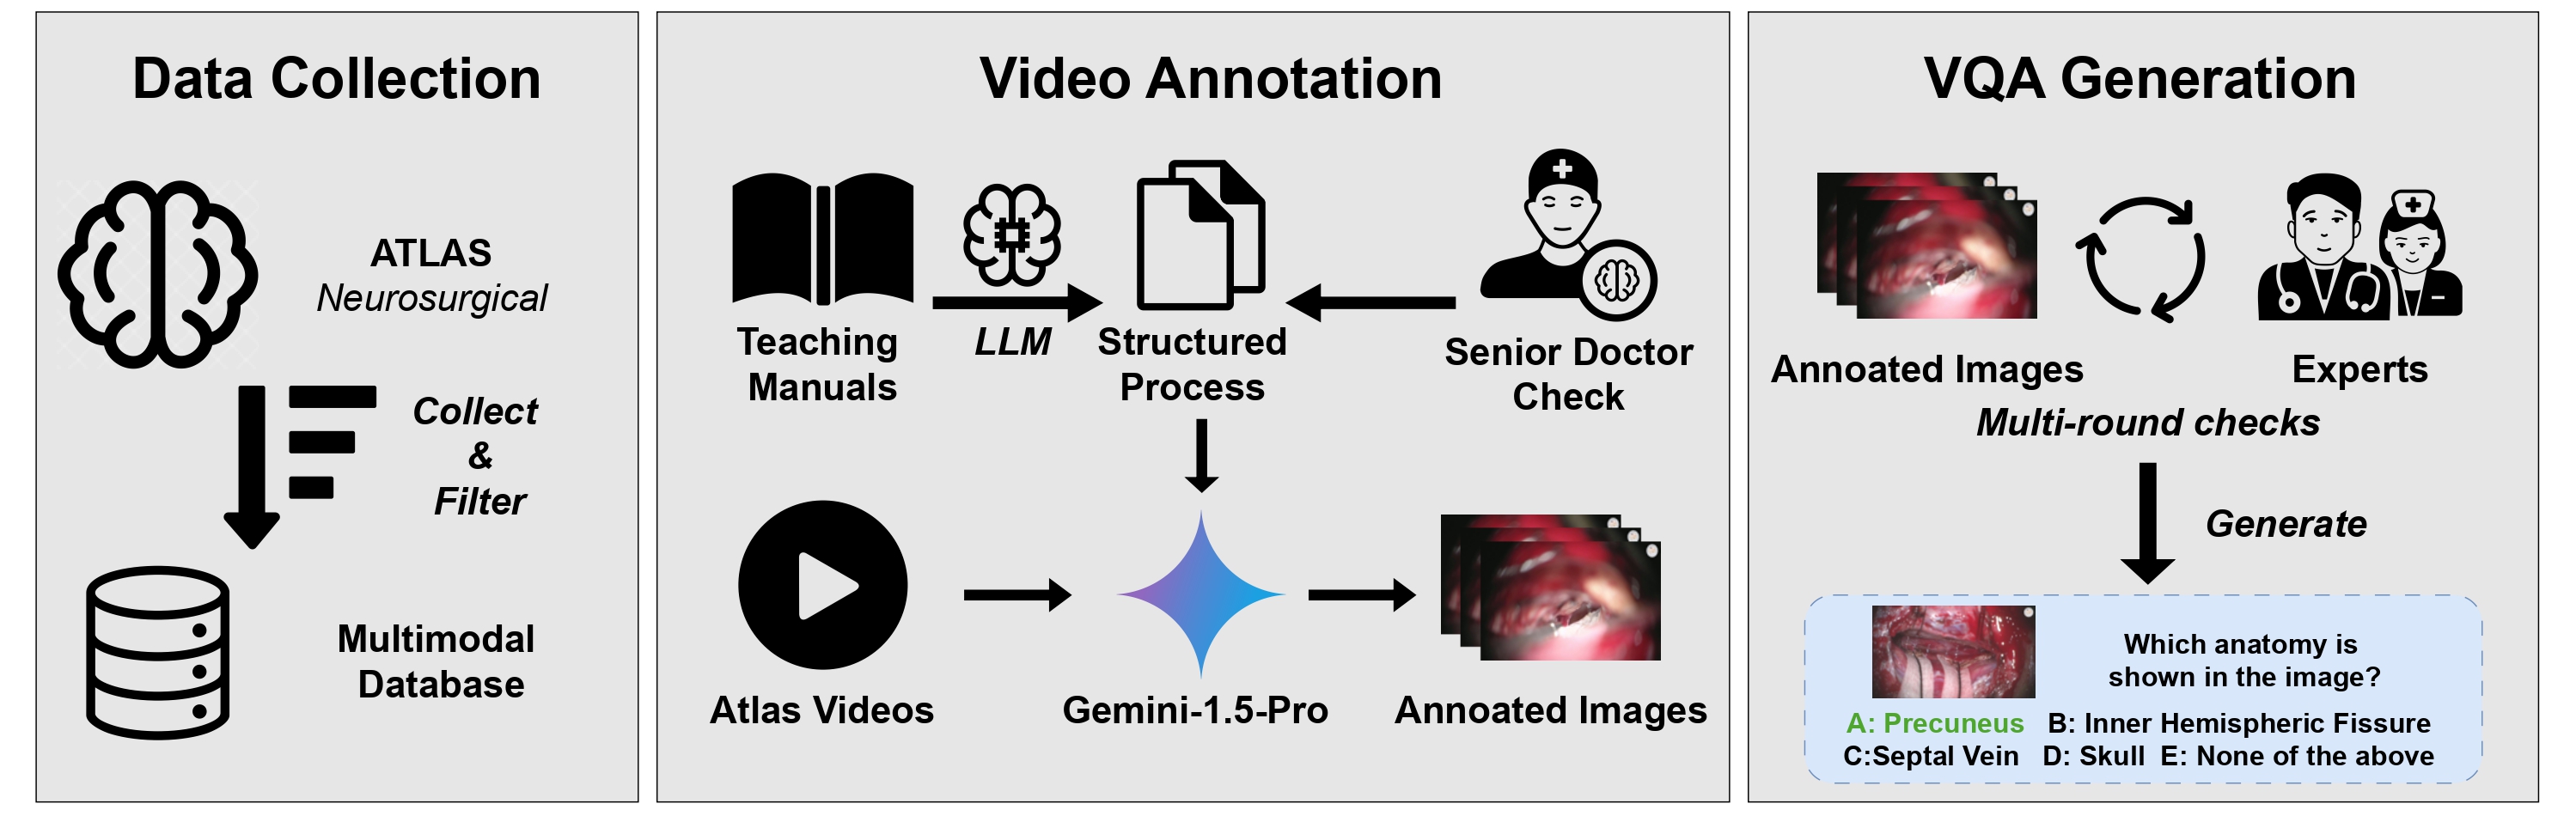 Data Collection
ATLAS
Neurosurgical
Collect
&
Filter
Multimodal
Database
Video Annotation
Teaching
Manuals
LLM
Structured
Process
Senior Doctor
Check
Atlas Videos
Gemini-1.5-Pro
Annoated Images
VQA Generation
Annoated Images
Experts
Multi-round checks
Generate
Which anatomy is
shown in the image?
A: Precuneus B: Inner Hemispheric Fissure
C:Septal Vein D: Skull E: None of the above